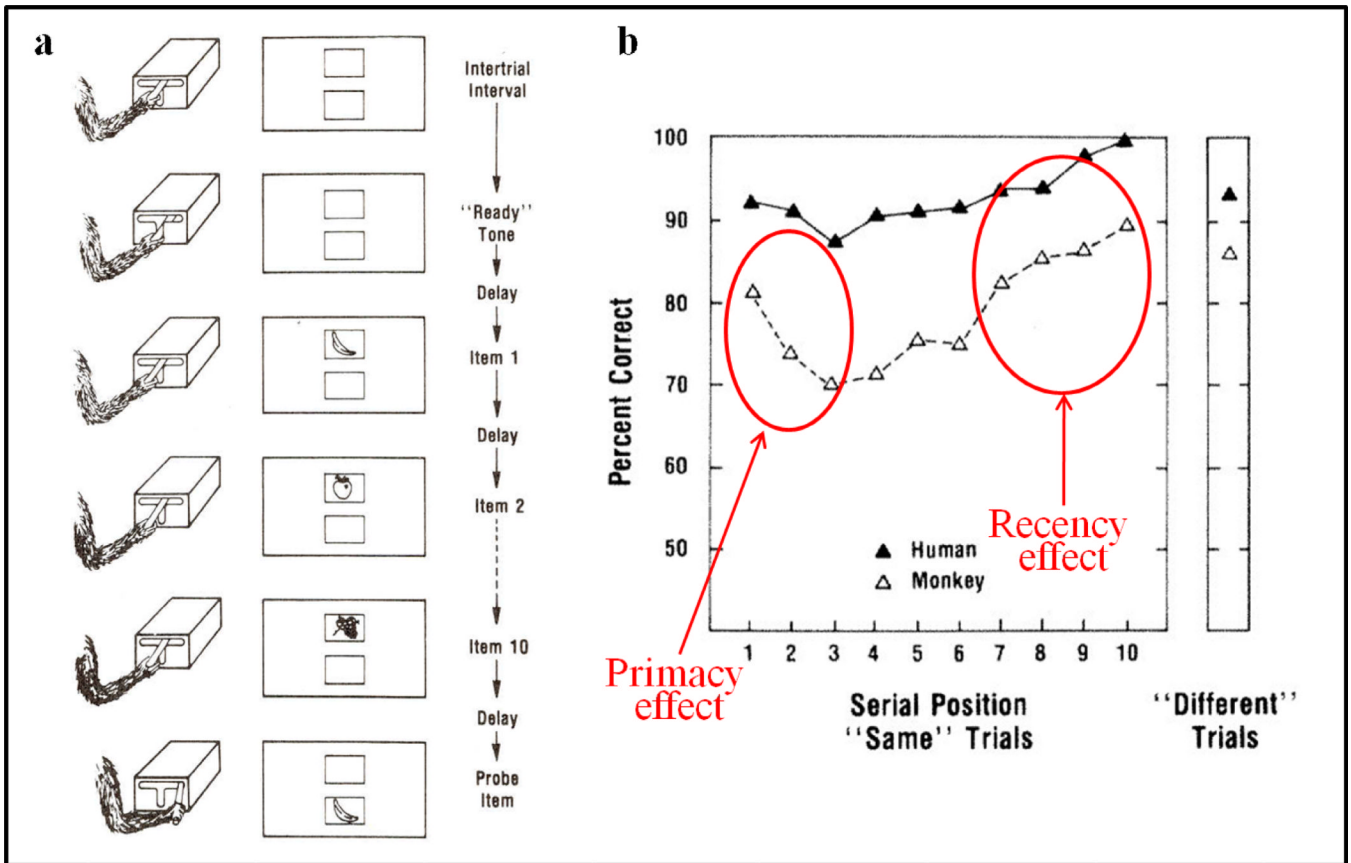 a
Intertrial
Interval
"Ready"
Tone
Delay
Item 1
Delay
Item 2
Item 10
Delay
Probe
Item
b
Percent Correct
100
90
80
70
60
50
▲ Human
△ Monkey
1 2 3 4 5 6 7 8 9 10
Serial Position
"Same" Trials
"Different"
Trials
Primacy
effect
Recency
effect